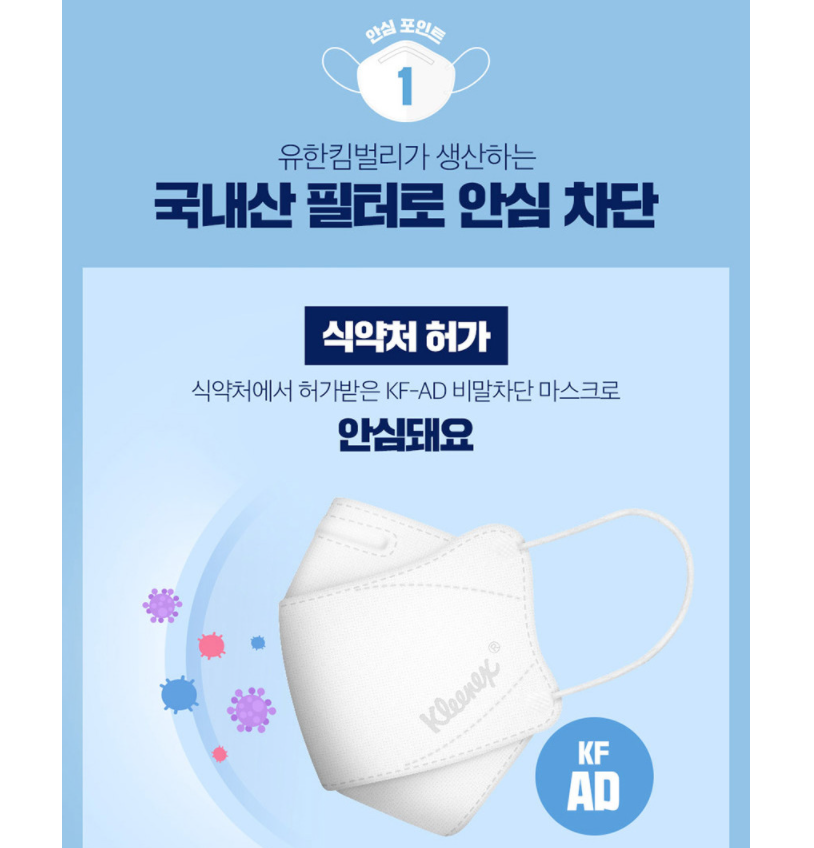 안심 포인트
1
유한킴벌리가 생산하는
국내산 필터로 안심 차단
식약처 허가
식약처에서 허가받은 KF-AD 비말차단 마스크로
안심돼요
Kleenex®
KF
AD